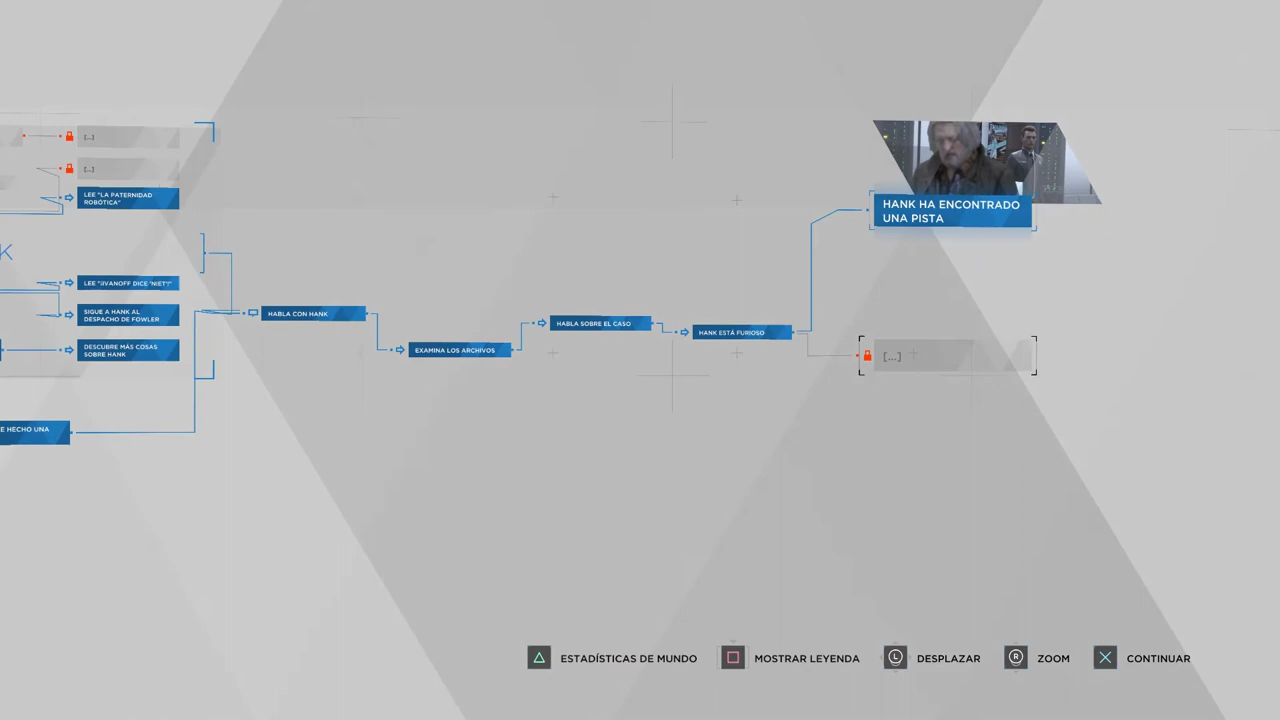 [...]
[...]
LEE "LA PATERNIDAD
ROBÓTICA"
K
LEE "¡IVANOFF DICE 'NIET'!"
SIGUE A HANK AL
DESPACHO DE FOWLER
DESCUBRE MÁS COSAS
SOBRE HANK
E HECHO UNA
HABLA CON HANK
EXAMINA LOS ARCHIVOS
HABLA SOBRE EL CASO
HANK ESTÁ FURIOSO
HANK HA ENCONTRADO
UNA PISTA
[...]
ESTADÍSTICAS DE MUNDO
MOSTRAR LEYENDA
L
DESPLAZAR
R
ZOOM
CONTINUAR